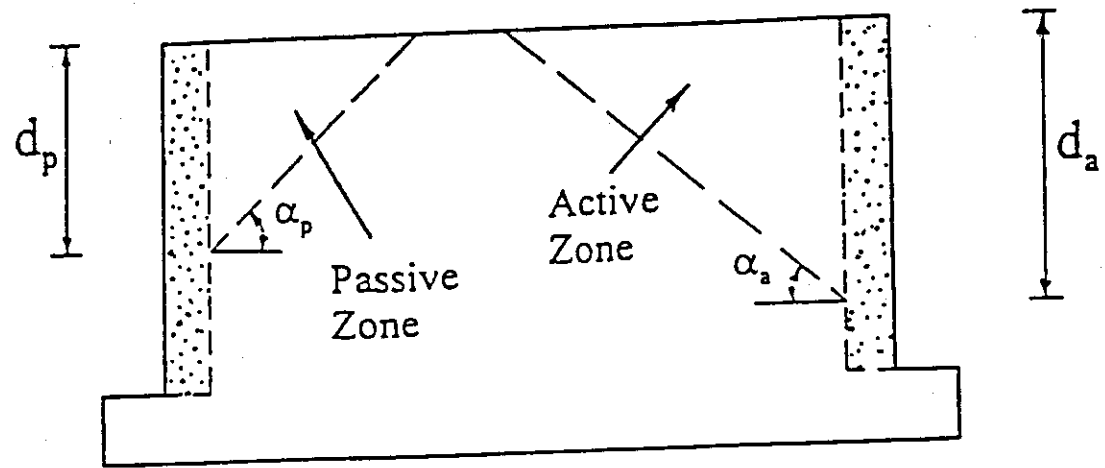 d_p
α_p
Passive
Zone
Active
Zone
α_a
d_a